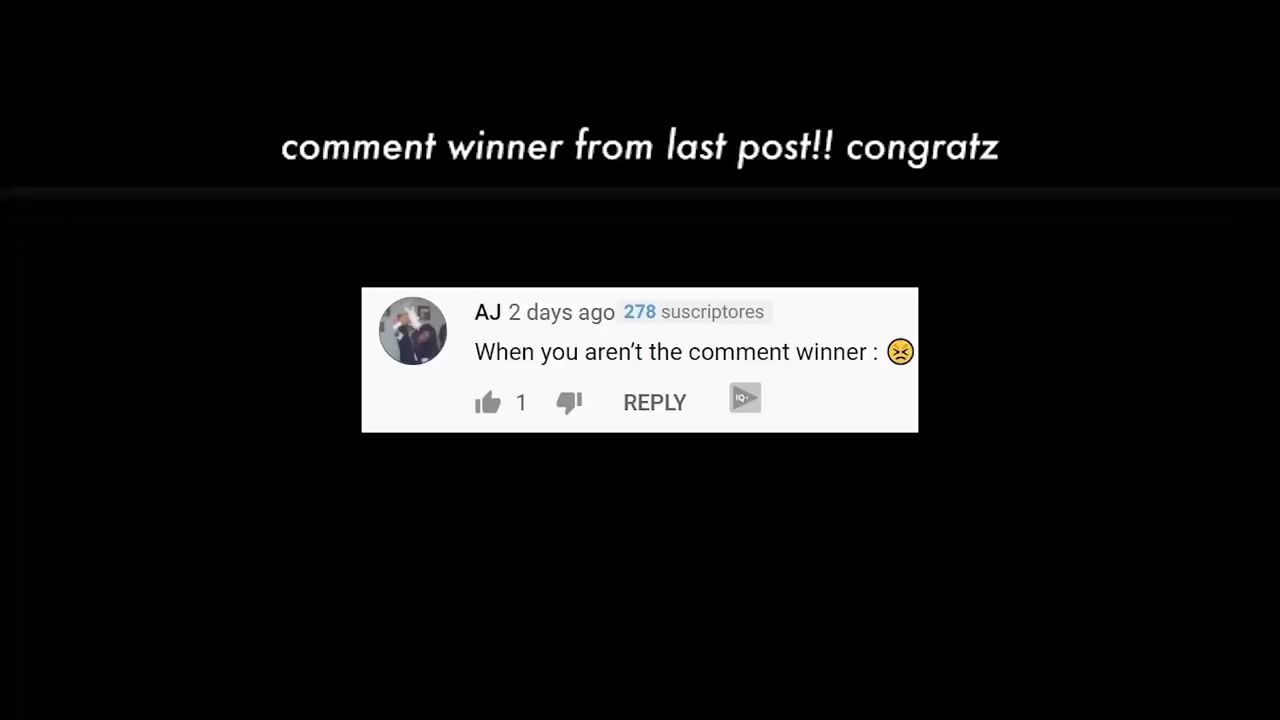 comment winner from last post!! congratz
AJ 2 days ago 278 suscriptores
When you aren’t the comment winner : 😣
1 REPLY IQ+